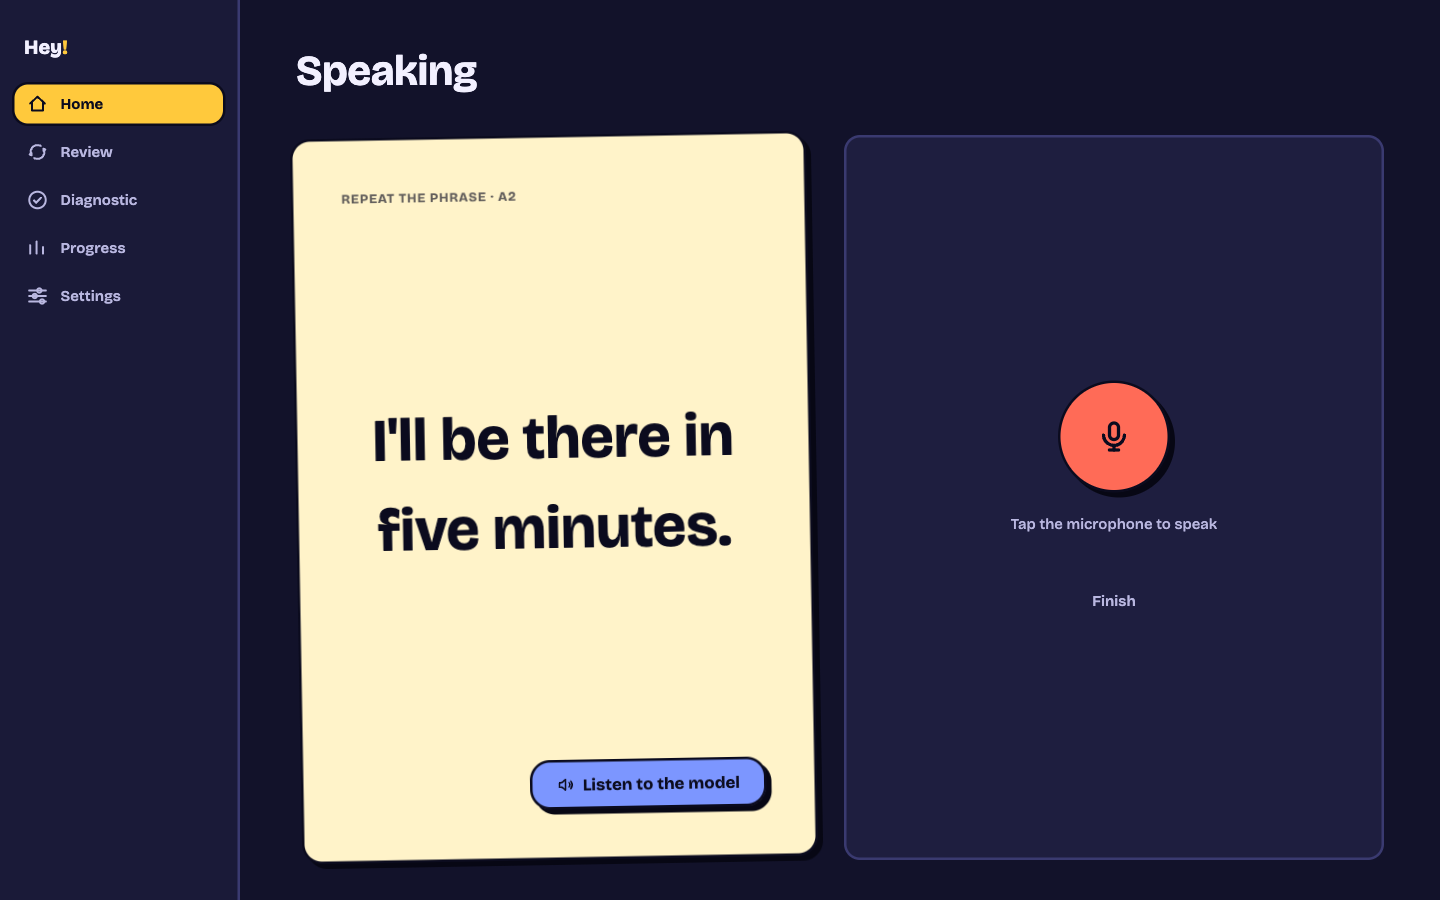 Hey!
Home
Review
Diagnostic
Progress
Settings
Speaking
REPEAT THE PHRASE · A2
I'll be there in
five minutes.
Listen to the model
Tap the microphone to speak
Finish